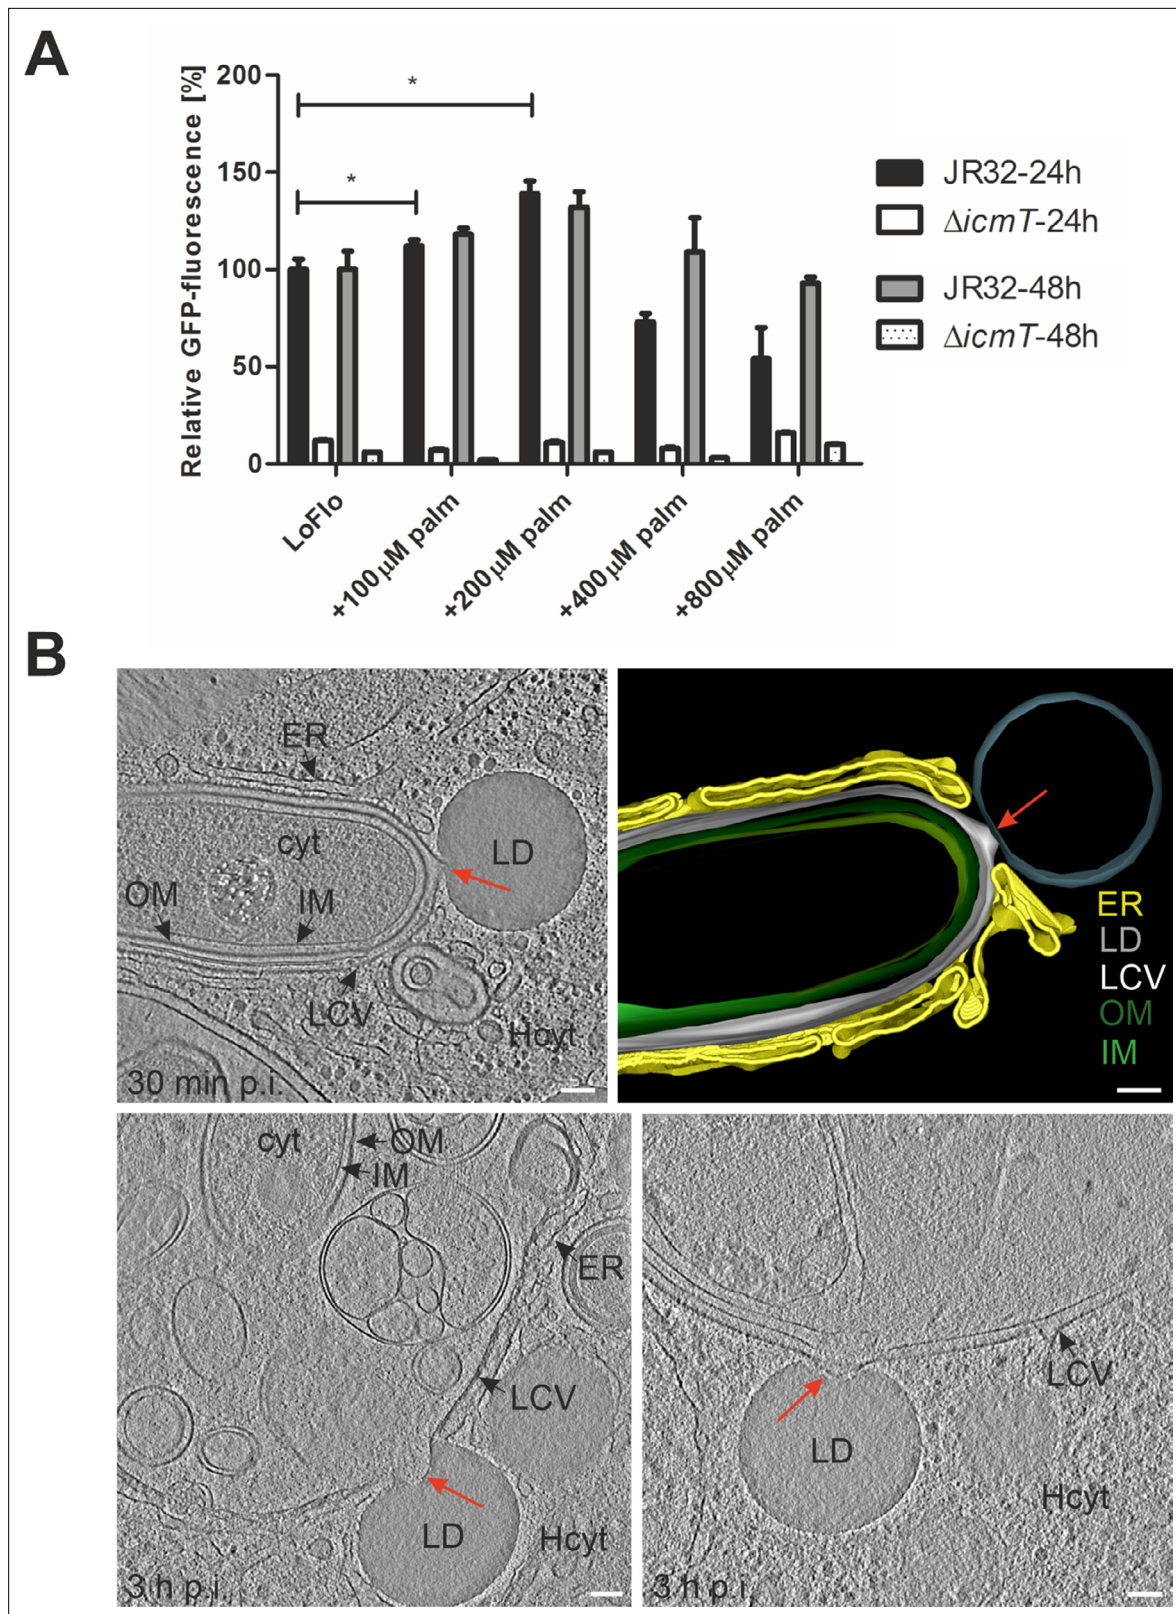 A
Relative GFP-fluorescence [%]
200
150
100
50
0
*
*
LoFlo
+100µM palm
+200µM palm
+400µM palm
+800µM palm
JR32-24h
ΔicmT-24h
JR32-48h
ΔicmT-48h
B
ER
cyt
LD
OM
IM
LCV
Hcyt
30 min p.i.
ER
LD
LCV
OM
IM
cyt
OM
IM
ER
LCV
LD
Hcyt
3 h p.i.
LCV
LD
Hcyt
3 h p.i.